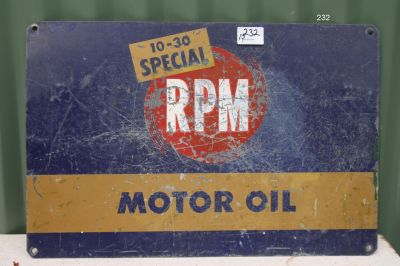 232
232
10-30
SPECIAL
RPM
MOTOR OIL